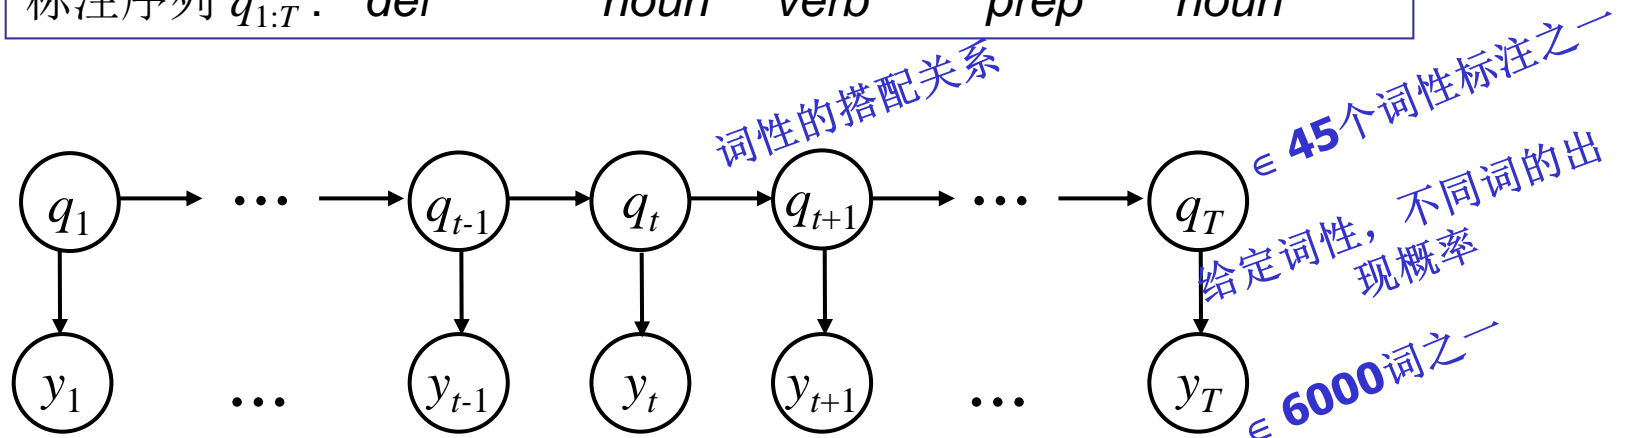 标注序列 q1:T : def noun verb prep noun
词性的搭配关系
∈ 45个词性标注之一
q1 … qt-1 qt qt+1 … qT
给定词性，不同词的出
现概率
y1 … yt-1 yt yt+1 … yT
∈ 6000词之一